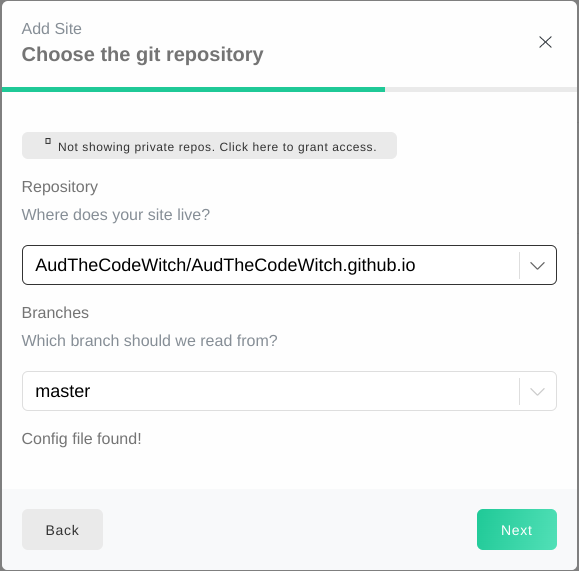 Add Site
Choose the git repository
Not showing private repos. Click here to grant access.
Repository
Where does your site live?
AudTheCodeWitch/AudTheCodeWitch.github.io
Branches
Which branch should we read from?
master
Config file found!
Back
Next